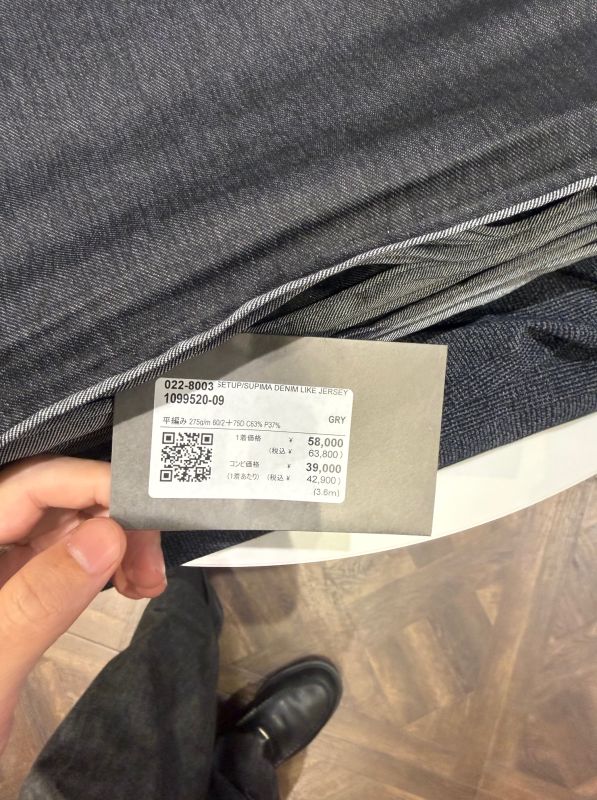 022-8003 SETUP/SUPIMA DENIM LIKE JERSEY
1099520-09
GRY
平編み 275g/m 60/2+75D C63% P37%
1着価格 ¥ 58,000
(税込 ¥ 63,800)
コンビ価格 ¥ 39,000
(1着あたり) (税込 ¥ 42,900)
(3.6m)